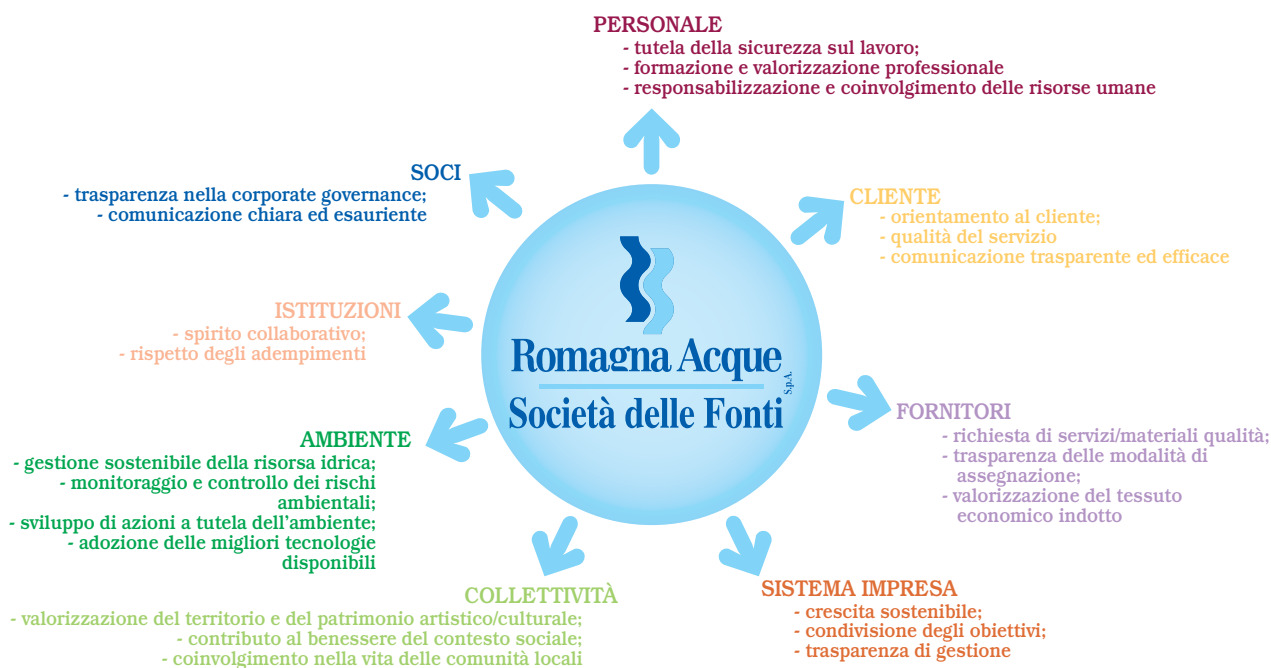 PERSONALE
- tutela della sicurezza sul lavoro;
- formazione e valorizzazione professionale
- responsabilizzazione e coinvolgimento delle risorse umane
SOCI
- trasparenza nella corporate governance;
- comunicazione chiara ed esauriente
CLIENTE
- orientamento al cliente;
- qualità del servizio
- comunicazione trasparente ed efficace
ISTITUZIONI
- spirito collaborativo;
- rispetto degli adempimenti
Romagna Acque
Società delle Fonti
S.p.A.
FORNITORI
- richiesta di servizi/materiali qualità;
- trasparenza delle modalità di
assegnazione;
- valorizzazione del tessuto
economico indotto
AMBIENTE
- gestione sostenibile della risorsa idrica;
- monitoraggio e controllo dei rischi
ambientali;
- sviluppo di azioni a tutela dell'ambiente;
- adozione delle migliori tecnologie
disponibili
COLLETTIVITÀ
- valorizzazione del territorio e del patrimonio artistico/culturale;
- contributo al benessere del contesto sociale;
- coinvolgimento nella vita delle comunità locali
SISTEMA IMPRESA
- crescita sostenibile;
- condivisione degli obiettivi;
- trasparenza di gestione